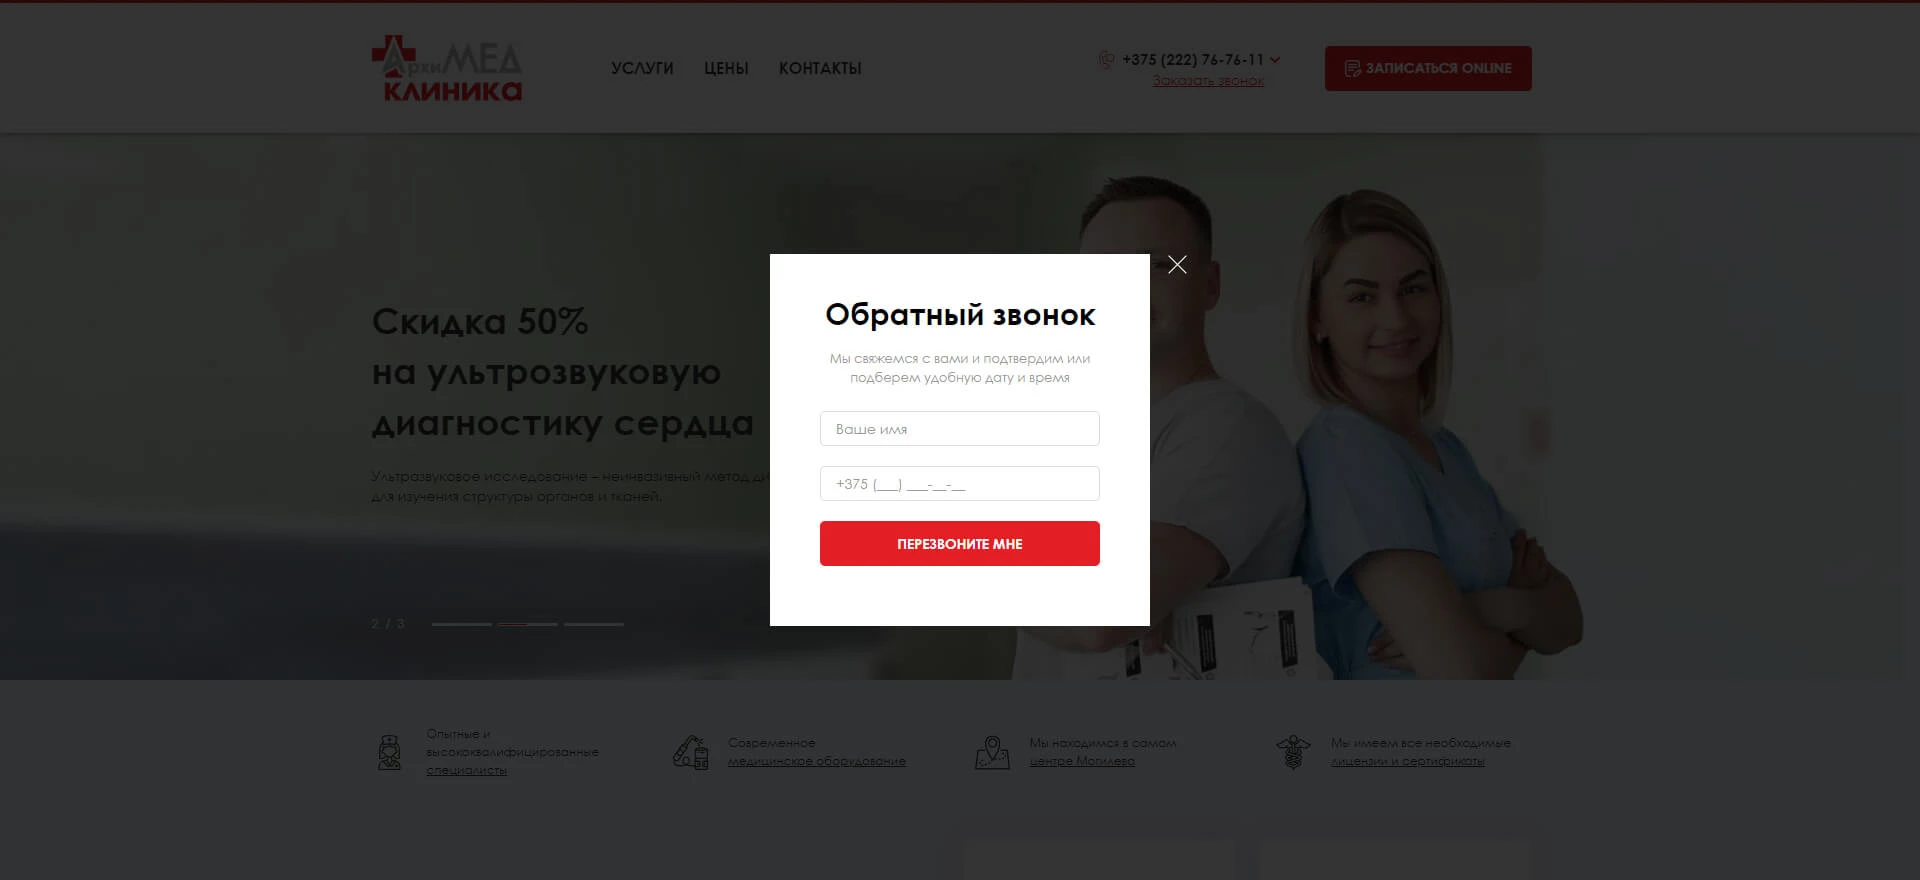 АрхиМЕД
клиника
УСЛУГИ
ЦЕНЫ
КОНТАКТЫ
+375 (222) 76-76-11
Заказать звонок
ЗАПИСАТЬСЯ ONLINE
Скидка 50%
на ультрозвуковую
диагностику сердца
Ультразвуковое исследование – неинвазивный метод
для изучения структуры органов и тканей.
2 / 3
Обратный звонок
Мы свяжемся с вами и подтвердим или
подберем удобную дату и время
Ваше имя
+375 (___) ___-__-__
ПЕРЕЗВОНИТЕ МНЕ
Опытные и
высококвалифицированные
специалисты
Современное
медицинское оборудование
Мы находимся в самом
центре Могилева
Мы имеем все необходимые
лицензии и сертификаты